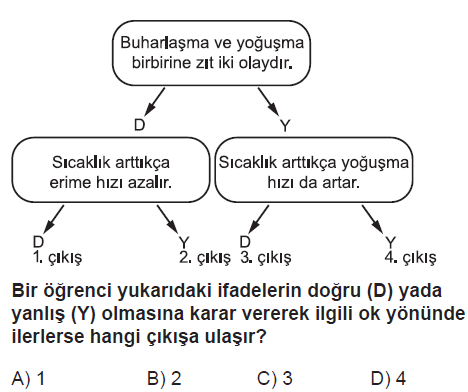 Buharlaşma ve yoğuşma
birbirine zıt iki olaydır.
D
Y
Sıcaklık arttıkça
erime hızı azalır.
Sıcaklık arttıkça yoğuşma
hızı da artar.
D
Y
D
Y
1. çıkış
2. çıkış
3. çıkış
4. çıkış
Bir öğrenci yukarıdaki ifadelerin doğru (D) yada
yanlış (Y) olmasına karar vererek ilgili ok yönünde
ilerlerse hangi çıkışa ulaşır?
A) 1 B) 2 C) 3 D) 4